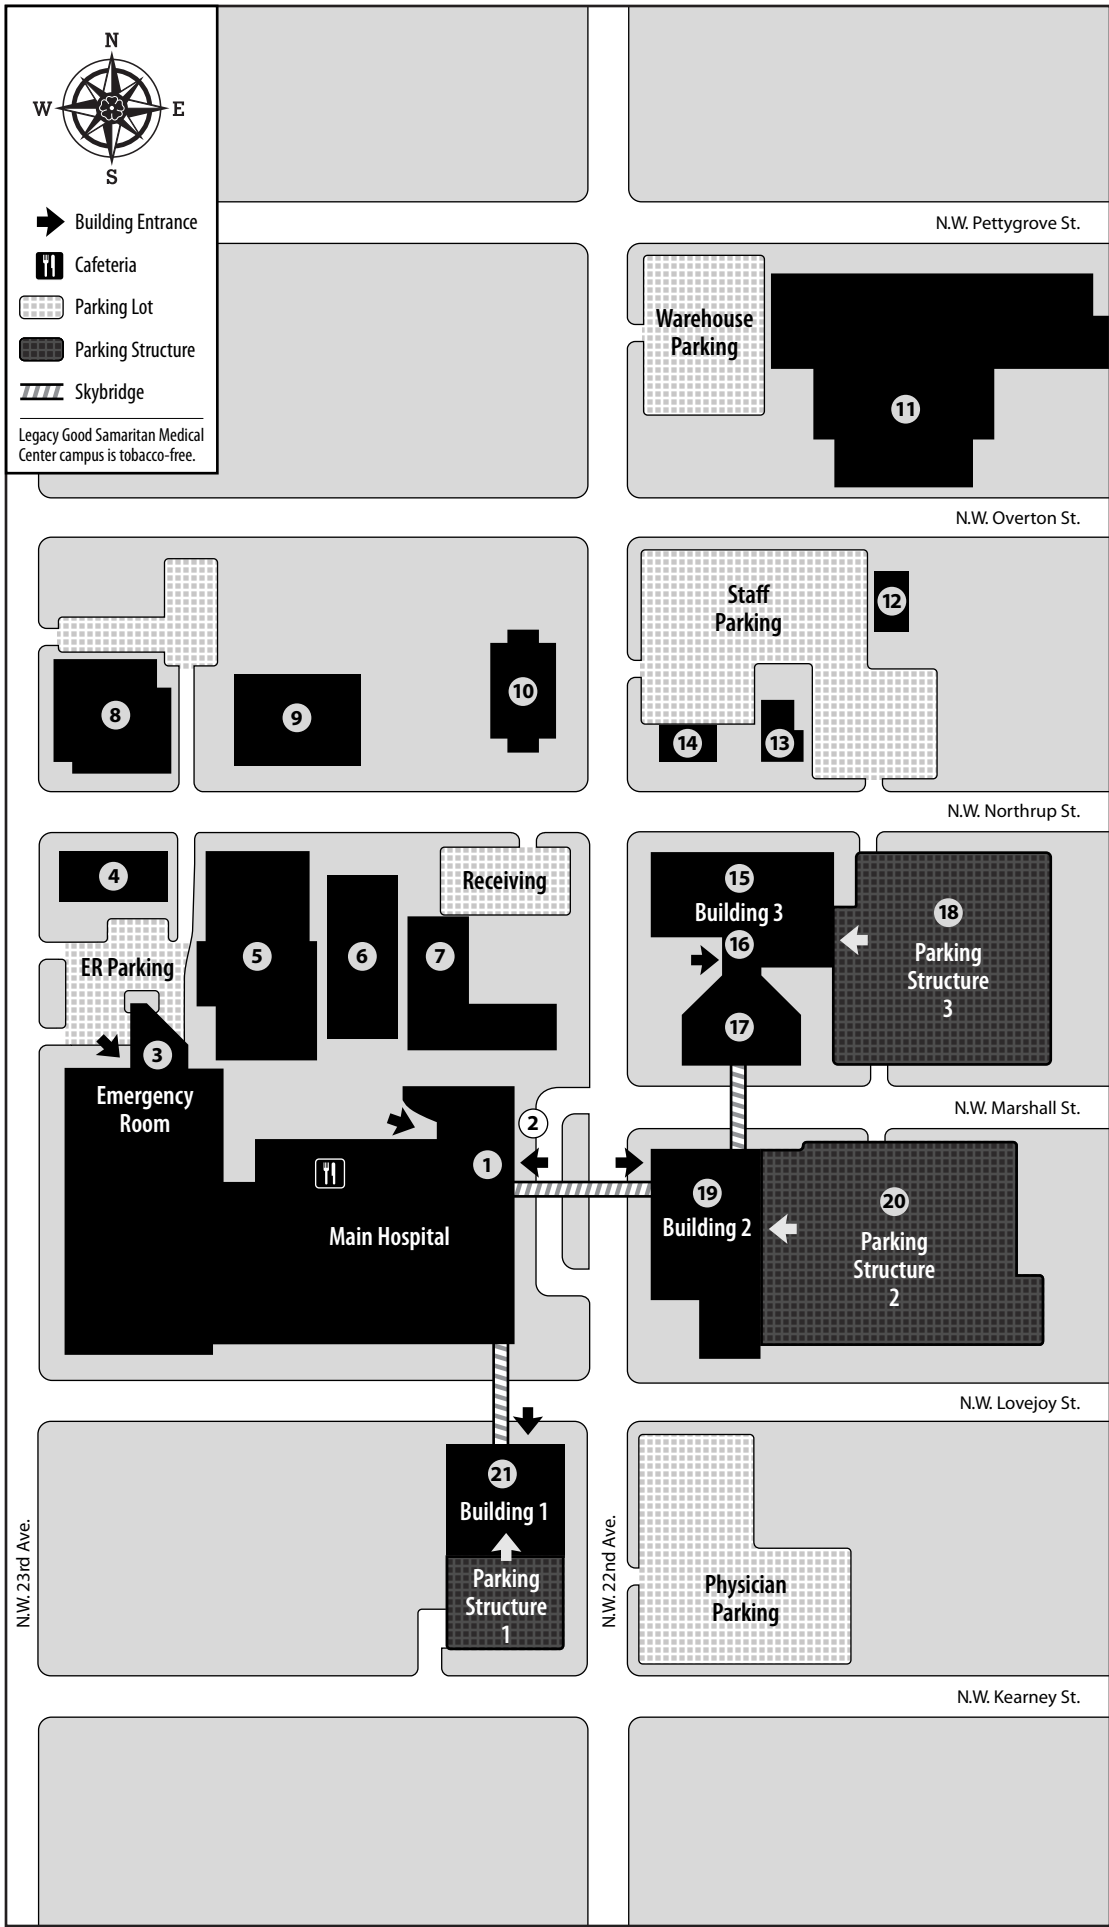 N
W
E
S
Building Entrance
Cafeteria
Parking Lot
Parking Structure
Skybridge
Legacy Good Samaritan Medical
Center campus is tobacco-free.
N.W. Pettygrove St.
Warehouse
Parking
11
N.W. Overton St.
Staff
Parking
12
8
9
10
14
13
N.W. Northrup St.
4
Receiving
15
Building 3
16
18
Parking
Structure
3
ER Parking
5
6
7
17
3
Emergency
Room
N.W. Marshall St.
2
1
Main Hospital
19
Building 2
20
Parking
Structure
2
N.W. Lovejoy St.
21
Building 1
Parking
Structure
1
N.W. 23rd Ave.
N.W. 22nd Ave.
Physician
Parking
N.W. Kearney St.